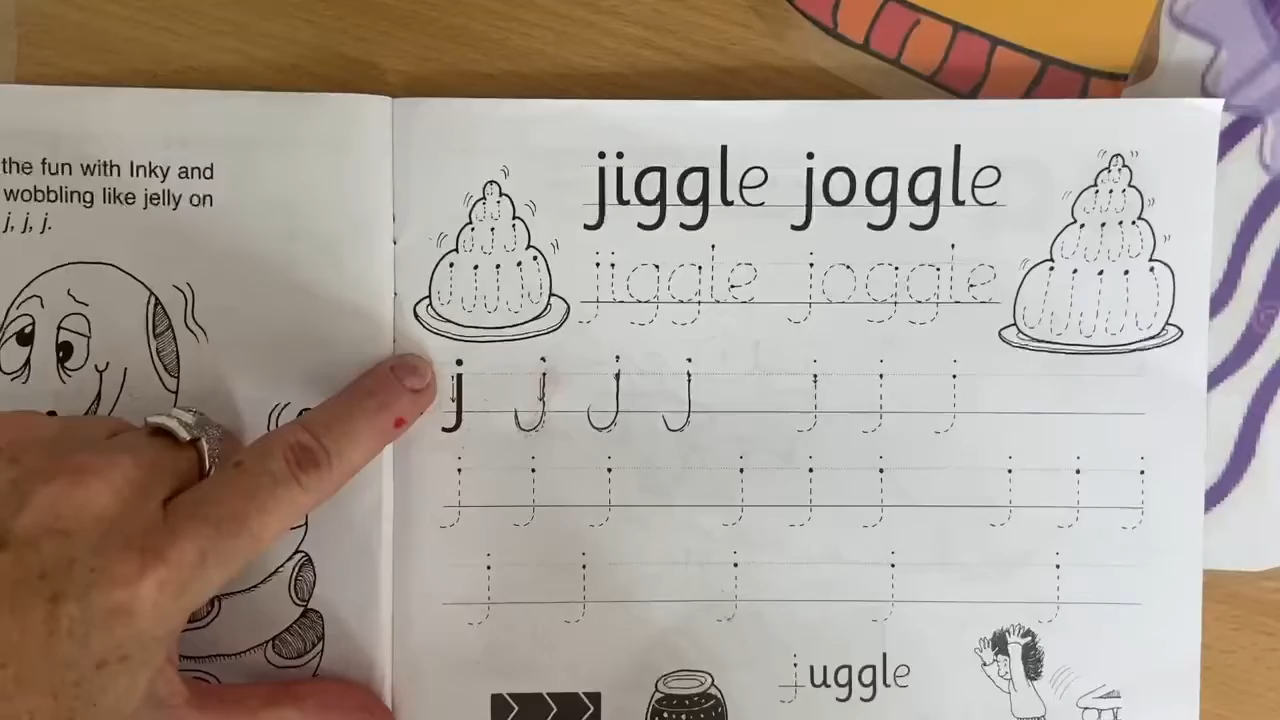 the fun with Inky and
wobbling like jelly on
j, j, j.
jiggle joggle
jiggle joggle
j j j j j j j
j j j j j j j j j
j j j j j
juggle